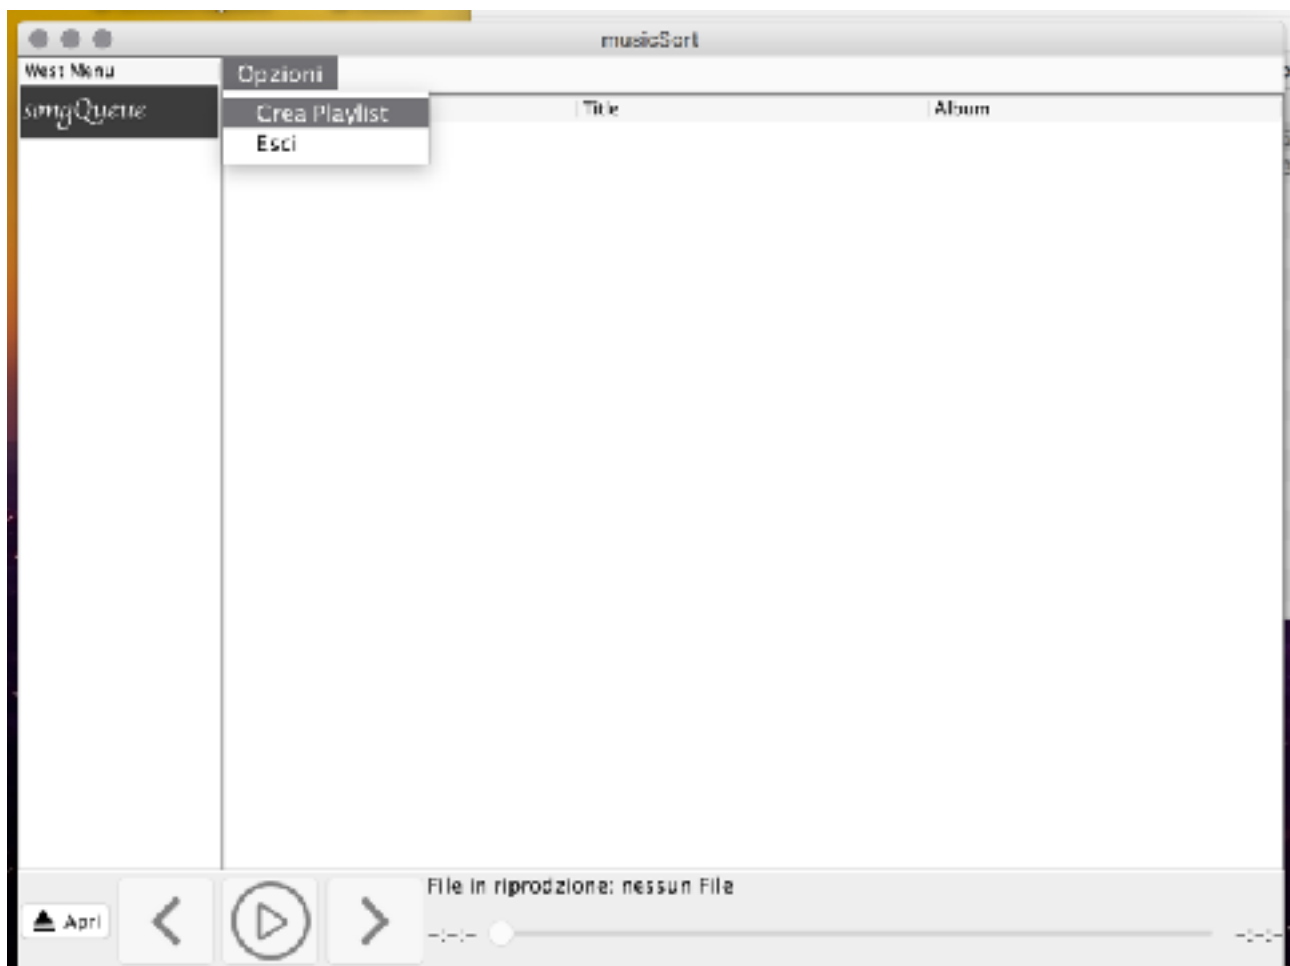 musicSort
West Menu
Opzioni
songQueue
Crea Playlist
Title
Album
Esci
File in riprodzione: nessun File
Apri
-:-:-
-:-:-